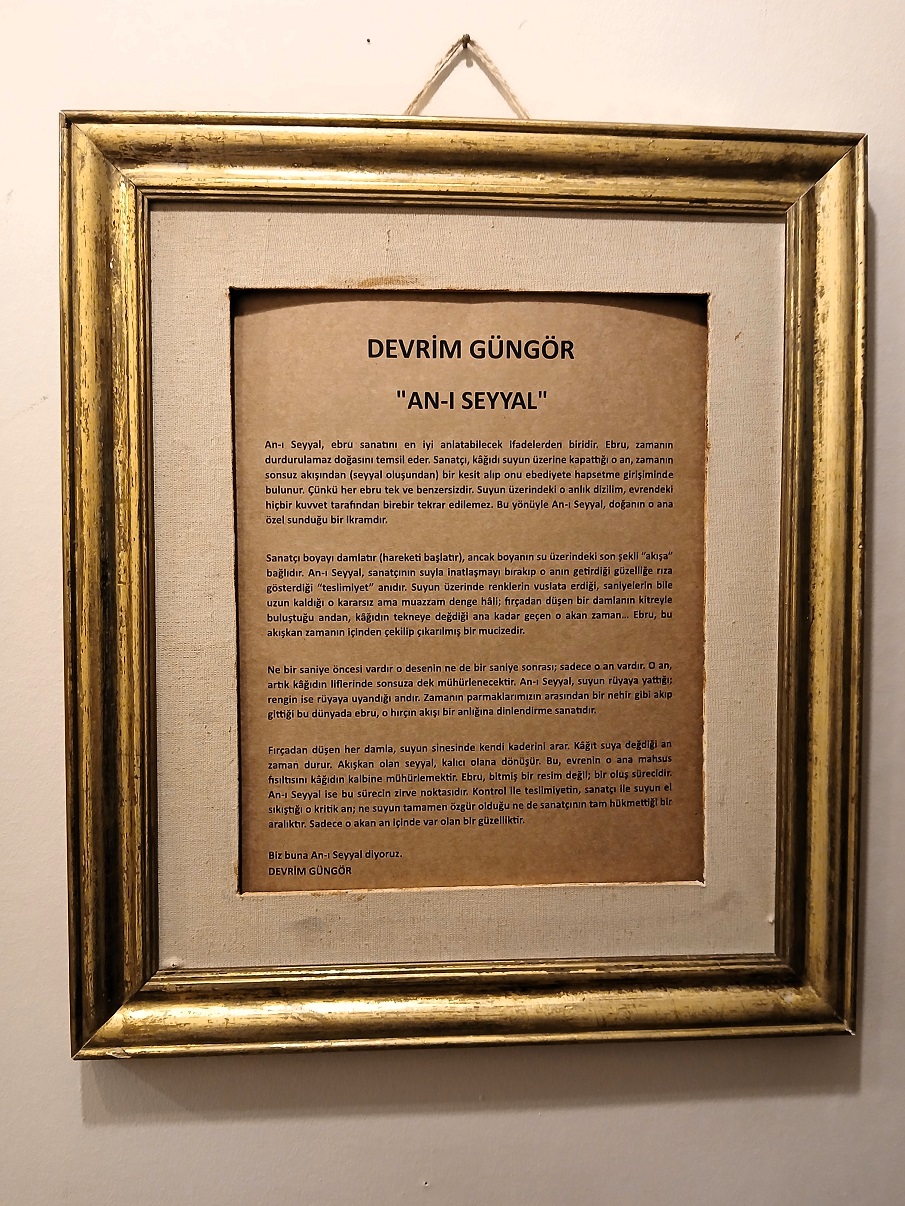 DEVRİM GÜNGÖR
"AN-I SEYYAL"
An-ı Seyyal, ebru sanatını en iyi anlatabilecek ifadelerden biridir. Ebru, zamanın
durdurulamaz doğasını temsil eder. Sanatçı, kâğıdı suyun üzerine kapattığı o an, zamanın
sonsuz akışından (seyyal oluşundan) bir kesit alıp onu ebediyete hapsetme girişiminde
bulunur. Çünkü her ebru tek ve benzersizdir. Suyun üzerindeki o anlık dizilim, evrendeki
hiçbir kuvvet tarafından birebir tekrar edilemez. Bu yönüyle An-ı Seyyal, doğanın o ana
özel sunduğu bir ikramdır.
Sanatçı boyayı damlatır (hareketi başlatır), ancak boyanın su üzerindeki son şekli “akışa”
bağlıdır. An-ı Seyyal, sanatçının suyla inatlaşmayı bırakıp o anın getirdiği güzelliğe rıza
gösterdiği “teslimiyet” anıdır. Suyun üzerinde renklerin vuslata erdiği, saniyelerin bile
uzun kaldığı o kararsız ama muazzam denge hâli; fırçadan düşen bir damlanın kitreyle
buluştuğu andan, kâğıdın tekneye değdiği ana kadar geçen o akan zaman... Ebru, bu
akışkan zamanın içinden çekilip çıkarılmış bir mucizedir.
Ne bir saniye öncesi vardır o desenin ne de bir saniye sonrası; sadece o an vardır. O an,
artık kâğıdın liflerinde sonsuza dek mühürlenecektir. An-ı Seyyal, suyun rüyaya yattığı;
rengin ise rüyaya uyandığı andır. Zamanın parmaklarımızın arasından bir nehir gibi akıp
gittiği bu dünyada ebru, o hırçın akışı bir anlığına dinlendirme sanatıdır.
Fırçadan düşen her damla, suyun sinesinde kendi kaderini arar. Kâğıt suya değdiği an
zaman durur. Akışkan olan seyyal, kalıcı olana dönüşür. Bu, evrenin o ana mahsus
fısıltısını kâğıdın kalbine mühürlemektir. Ebru, bitmiş bir resim değil; bir oluş sürecidir.
An-ı Seyyal ise bu sürecin zirve noktasıdır. Kontrol ile teslimiyetin, sanatçı ile suyun el
sıkıştığı o kritik an; ne suyun tamamen özgür olduğu ne de sanatçının tam hükmettiği bir
aralıktır. Sadece o akan an içinde var olan bir güzelliktir.
Biz buna An-ı Seyyal diyoruz.
DEVRİM GÜNGÖR